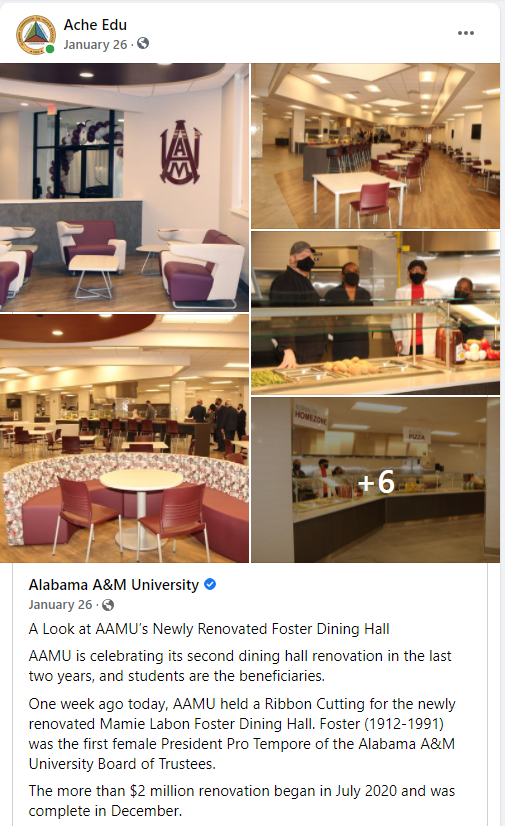 Ache Edu
January 26 ·
AAM
HOMEZONE
PIZZA
+6
Alabama A&M University
January 26 ·
A Look at AAMU's Newly Renovated Foster Dining Hall
AAMU is celebrating its second dining hall renovation in the last
two years, and students are the beneficiaries.
One week ago today, AAMU held a Ribbon Cutting for the newly
renovated Mamie Labon Foster Dining Hall. Foster (1912-1991)
was the first female President Pro Tempore of the Alabama A&M
University Board of Trustees.
The more than $2 million renovation began in July 2020 and was
complete in December.